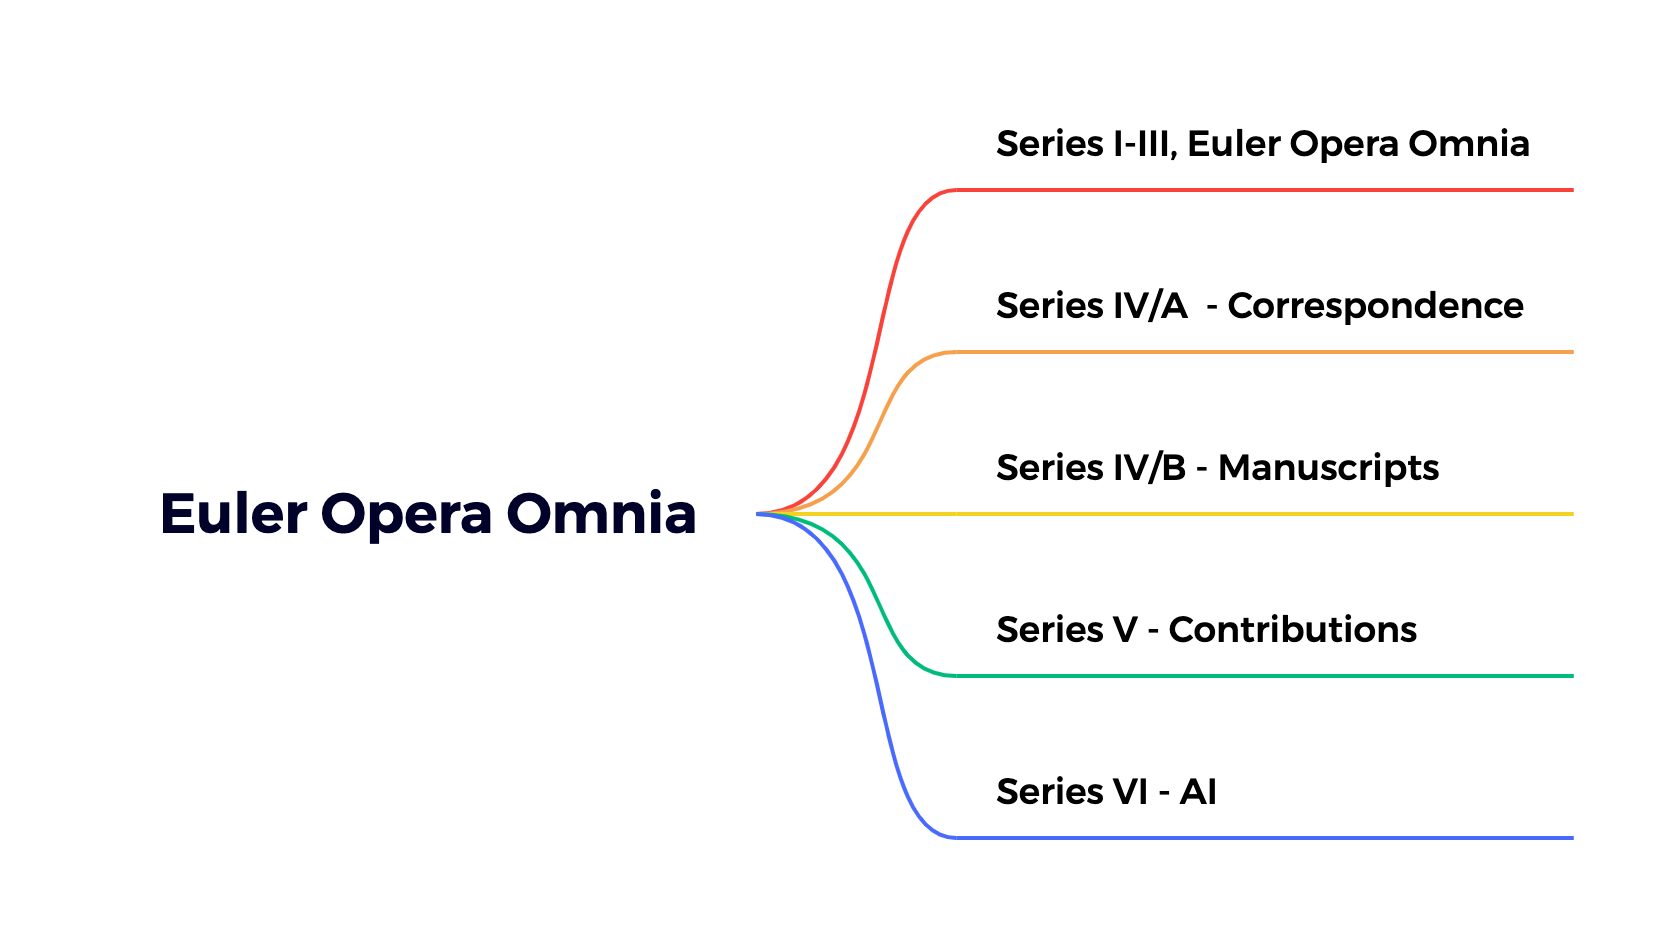 Series I-III, Euler Opera Omnia
Series IV/A - Correspondence
Series IV/B - Manuscripts
Euler Opera Omnia
Series V - Contributions
Series VI - AI